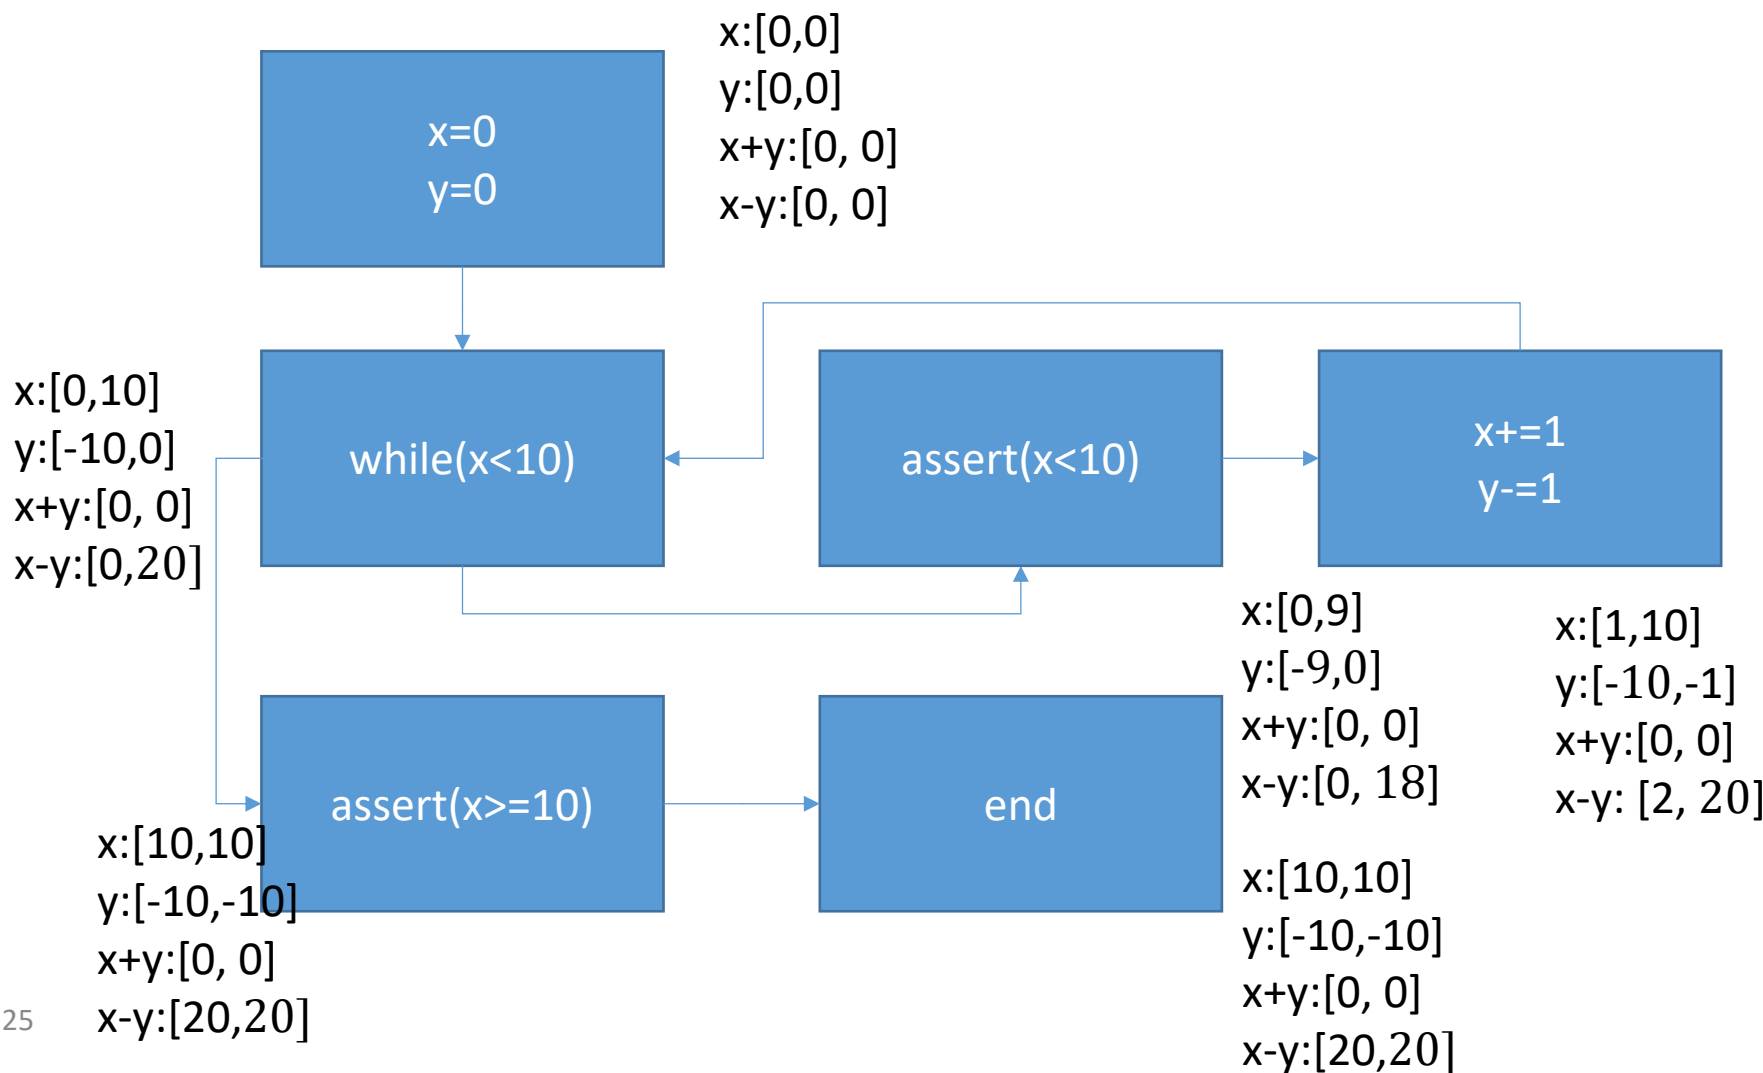 x=0
y=0
x:[0,0]
y:[0,0]
x+y:[0, 0]
x-y:[0, 0]
x:[0,10]
y:[-10,0]
x+y:[0, 0]
x-y:[0,20]
while(x<10)
assert(x<10)
x+=1
y-=1
x:[0,9]
y:[-9,0]
x+y:[0, 0]
x-y:[0, 18]
x:[1,10]
y:[-10,-1]
x+y:[0, 0]
x-y: [2, 20]
assert(x>=10)
end
x:[10,10]
y:[-10,-10]
x+y:[0, 0]
x-y:[20,20]
x:[10,10]
y:[-10,-10]
x+y:[0, 0]
x-y:[20,20]
25